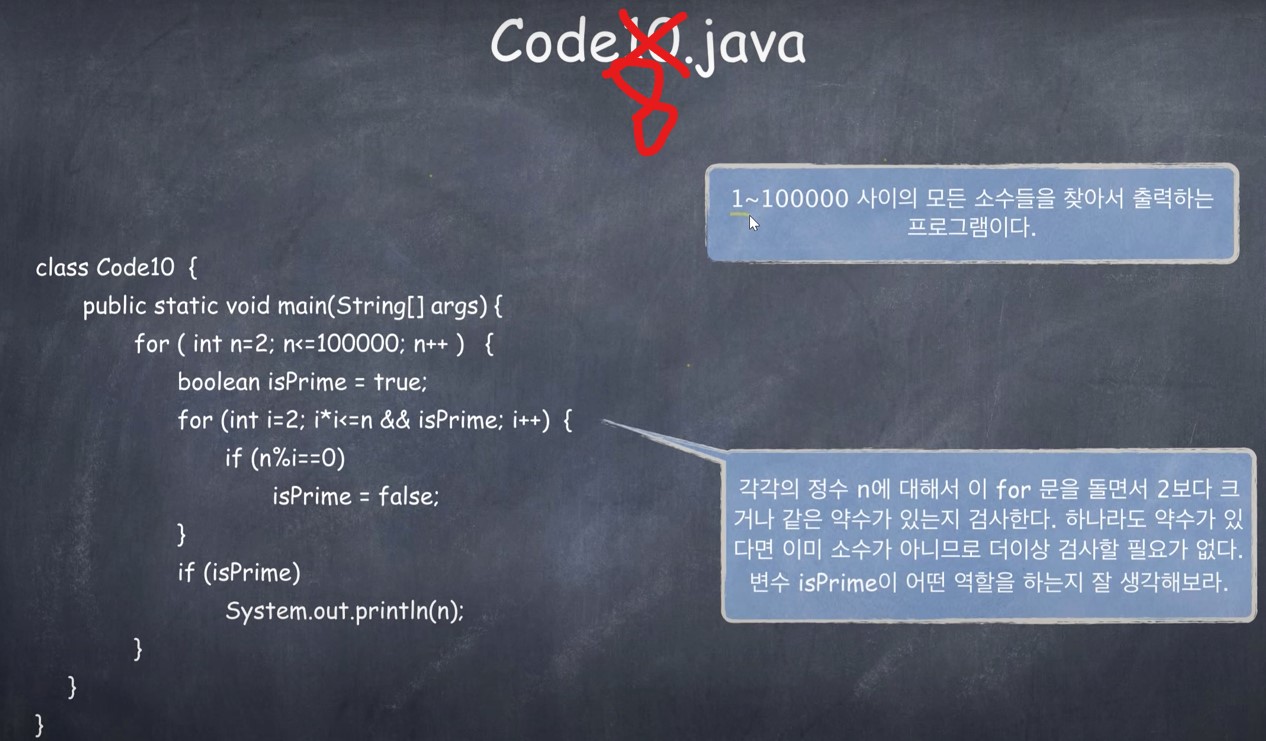 Code10.java
8
1~100000 사이의 모든 소수들을 찾아서 출력하는
프로그램이다.
class Code10 {
public static void main(String[] args) {
for ( int n=2; n<=100000; n++ ) {
boolean isPrime = true;
for (int i=2; i*i<=n && isPrime; i++) {
if (n%i==0)
isPrime = false;
}
if (isPrime)
System.out.println(n);
}
}
}
각각의 정수 n에 대해서 이 for 문을 돌면서 2보다 크
거나 같은 약수가 있는지 검사한다. 하나라도 약수가 있
다면 이미 소수가 아니므로 더이상 검사할 필요가 없다.
변수 isPrime이 어떤 역할을 하는지 잘 생각해보라.